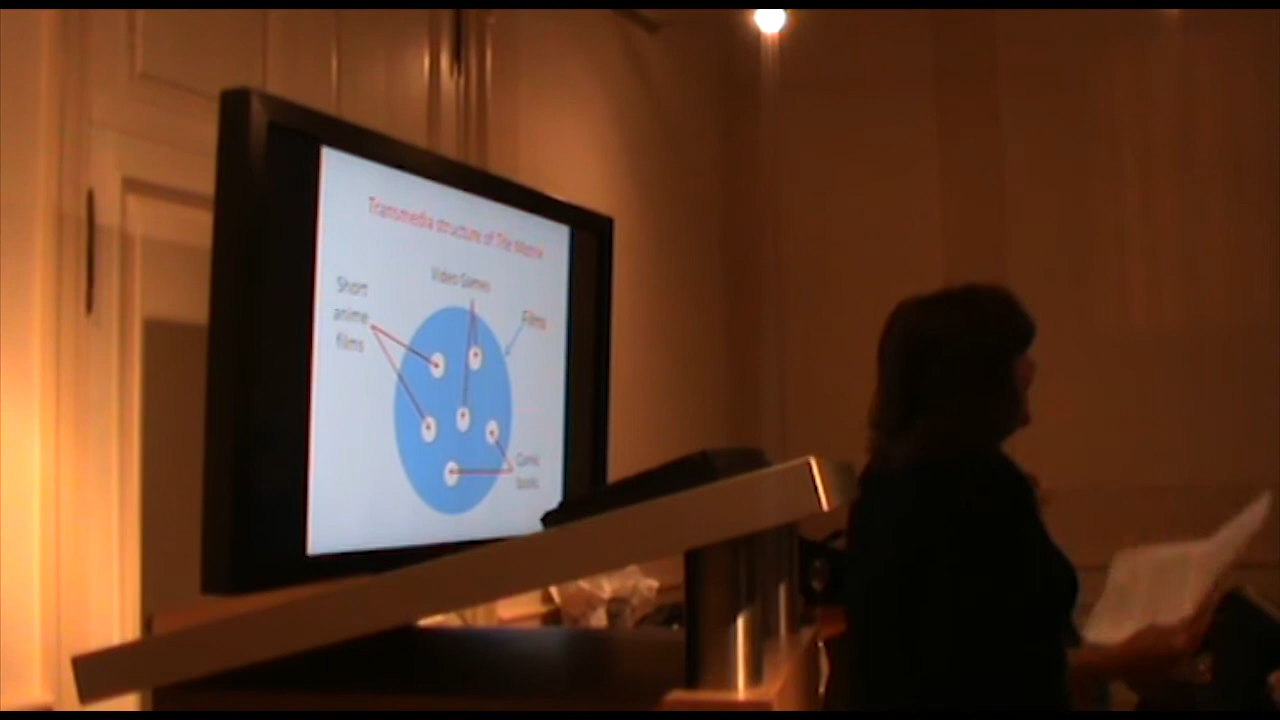 Transmedia structure of The Matrix
Video Games
Short
anime
films
Films
Comic
books